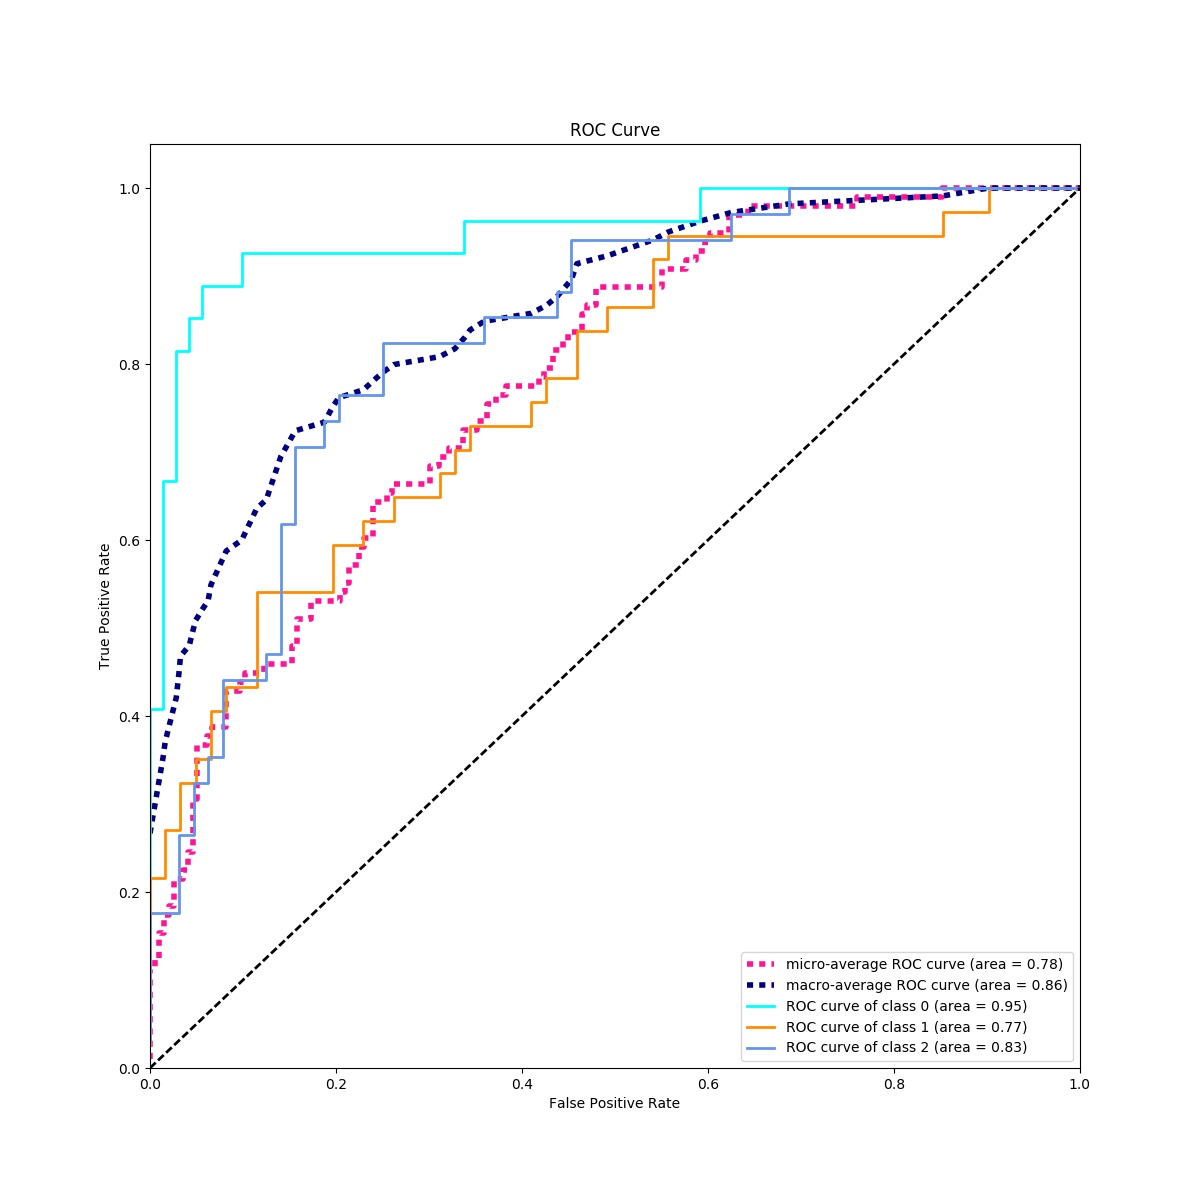 ROC Curve
1.0
0.8
0.6
0.4
0.2
0.0
True Positive Rate
micro-average ROC curve (area = 0.78)
macro-average ROC curve (area = 0.86)
ROC curve of class 0 (area = 0.95)
ROC curve of class 1 (area = 0.77)
ROC curve of class 2 (area = 0.83)
0.0 0.2 0.4 0.6 0.8 1.0
False Positive Rate